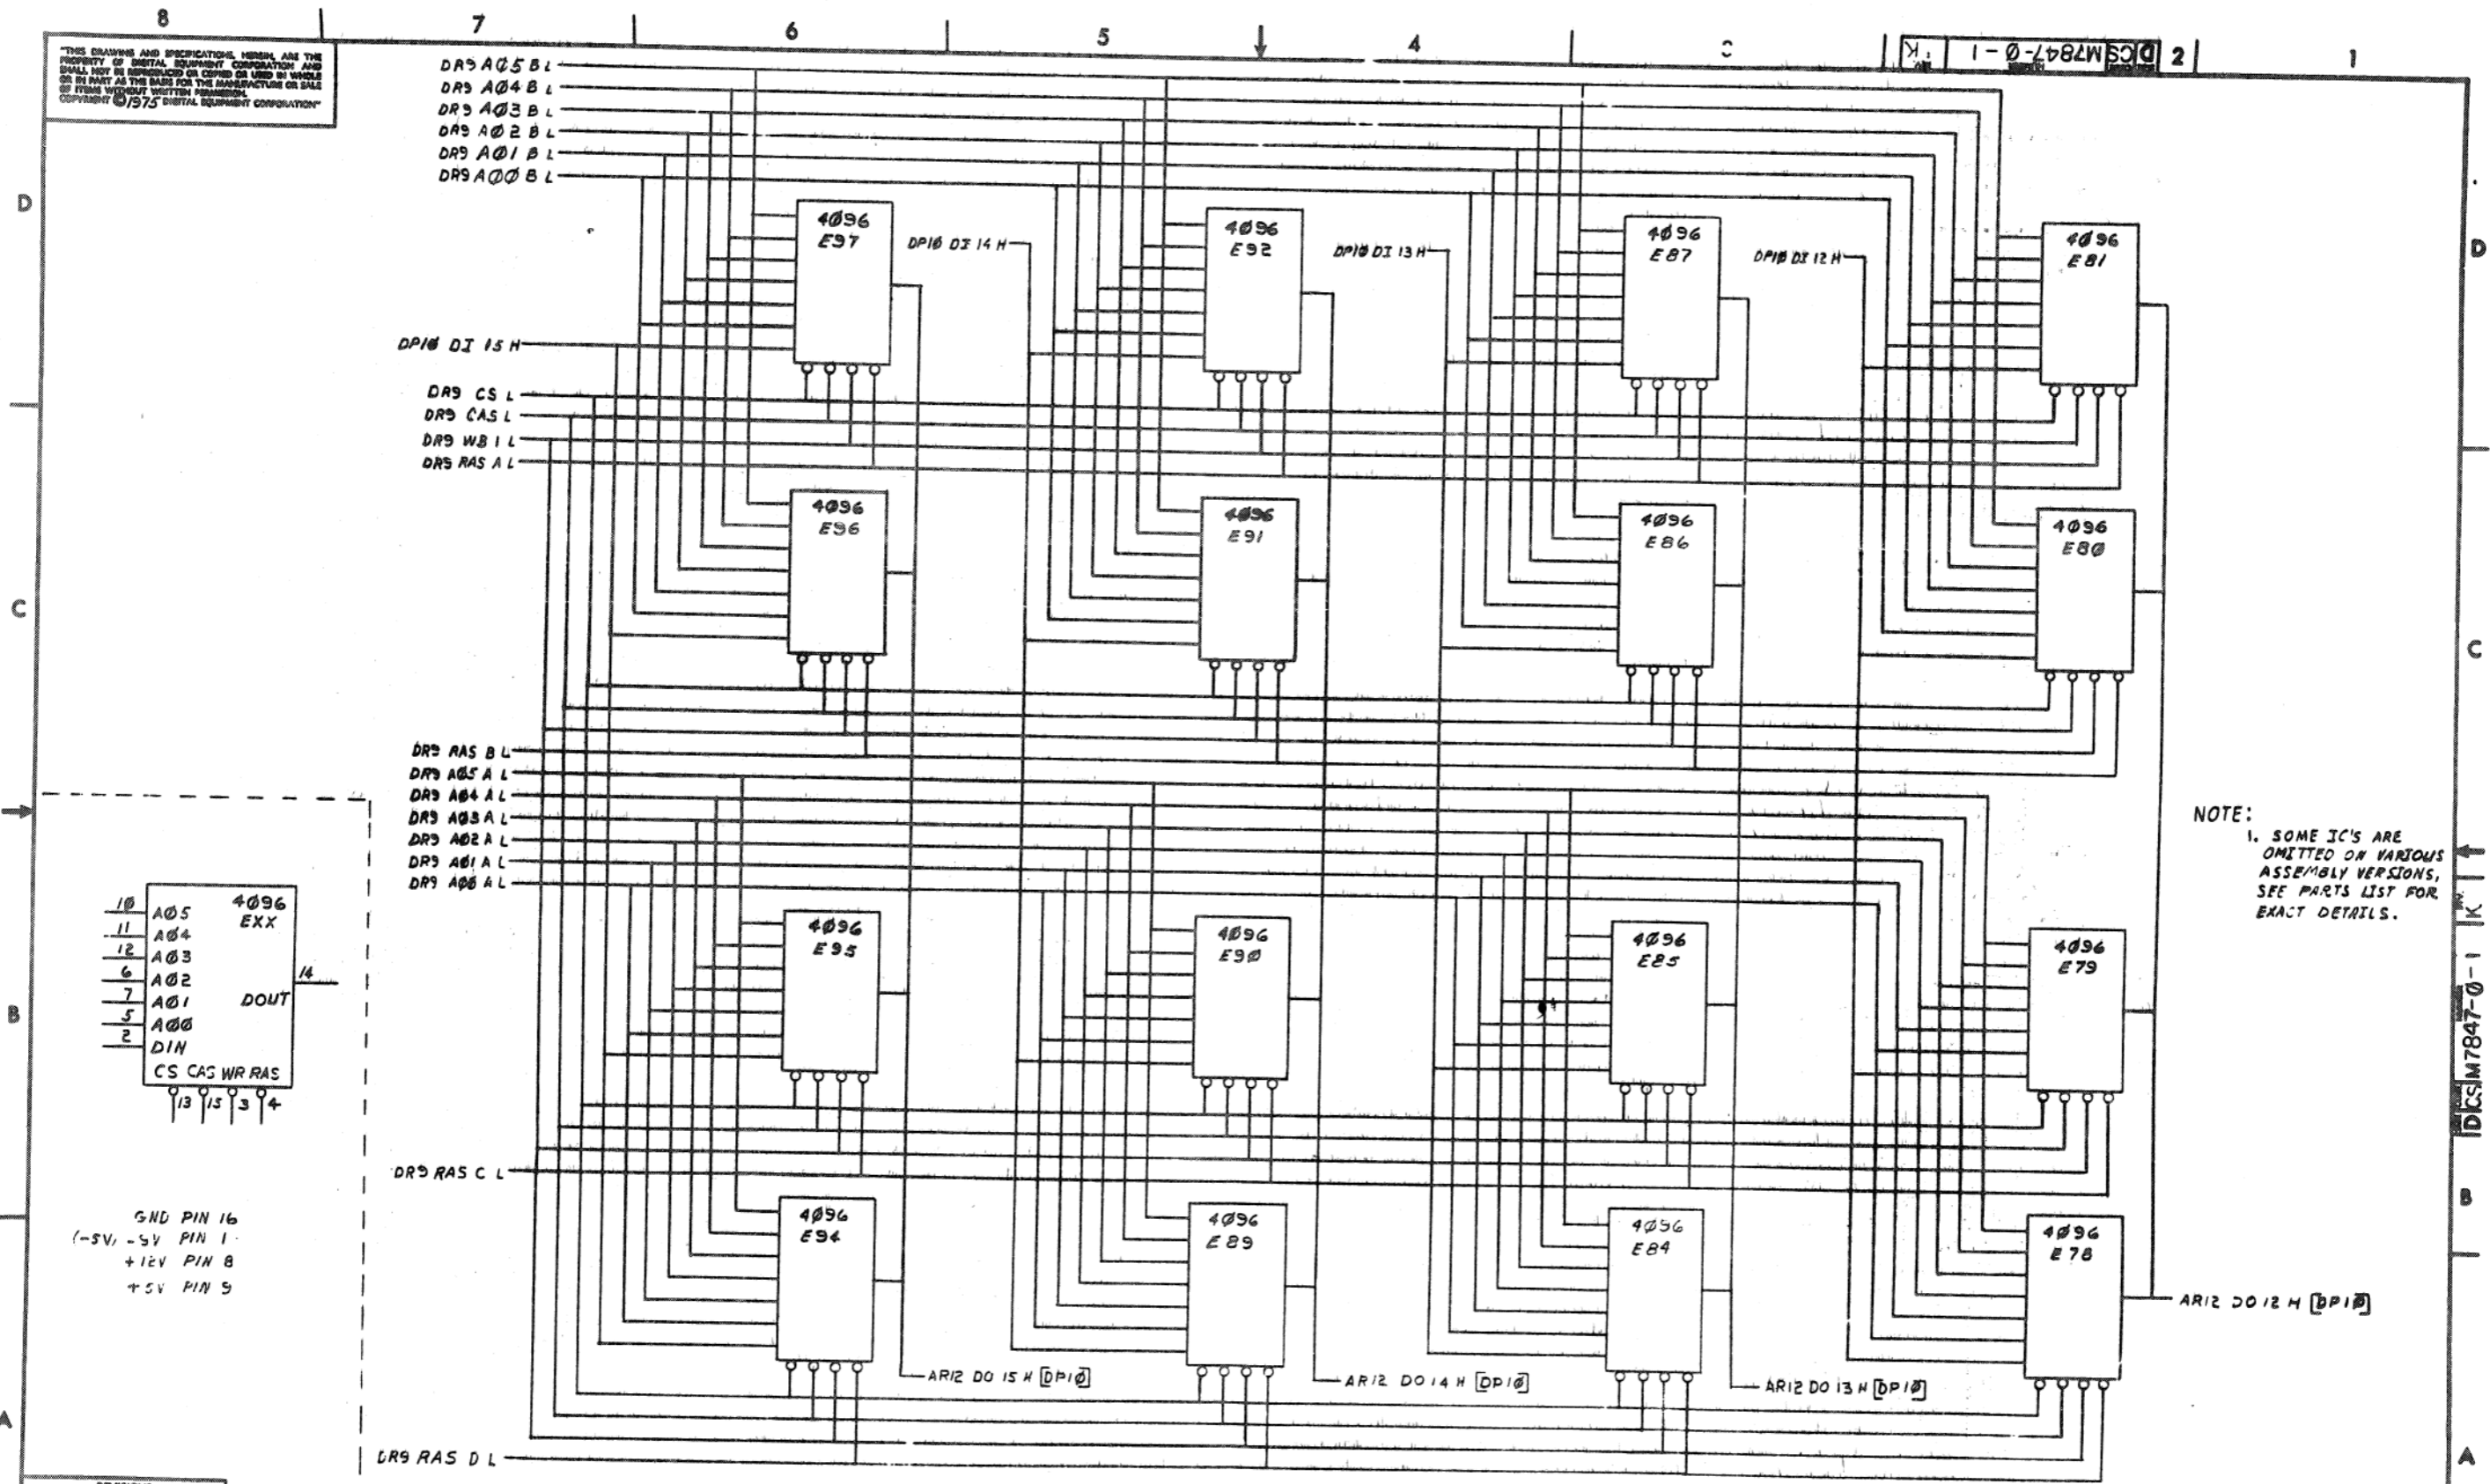 8 7 6 5 4 2 1
"THIS DRAWING AND SPECIFICATIONS, HEREIN, ARE THE
PROPERTY OF DIGITAL EQUIPMENT CORPORATION AND
SHALL NOT BE REPRODUCED OR COPIED OR USED IN WHOLE
OR IN PART AS THE BASIS FOR THE MANUFACTURE OR SALE
OF ITEMS WITHOUT WRITTEN PERMISSION.
COPYRIGHT © 1975 DIGITAL EQUIPMENT CORPORATION"
D CS M7847-0-1 K
DR9 A05 B L
DR9 A04 B L
DR9 A03 B L
DR9 A02 B L
DR9 A01 B L
DR9 A00 B L
D
D
4096
E97
DP10 DI 14 H
4096
E92
DP10 DI 13 H
4096
E87
DP10 DI 12 H
4096
E81
DP10 DI 15 H
DR9 CS L
DR9 CAS L
DR9 WB 1 L
DR9 RAS A L
4096
E96
4096
E91
4096
E86
4096
E80
C
C
DR9 RAS B L
DR9 A05 A L
DR9 A04 A L
DR9 A03 A L
DR9 A02 A L
DR9 A01 A L
DR9 A00 A L
NOTE:
1. SOME IC'S ARE
OMITTED ON VARIOUS
ASSEMBLY VERSIONS,
SEE PARTS LIST FOR
EXACT DETAILS.
4096
EXX
10 A05
11 A04
12 A03
6 A02
7 A01
5 A00
2 DIN
DOUT 14
CS CAS WR RAS
13 15 3 4
4096
E95
4096
E90
4096
E85
4096
E79
B
D CS M7847-0-1 K
DR9 RAS C L
B
GND PIN 16
(-5V) -9V PIN 1
+12V PIN 8
+5V PIN 9
4096
E94
4096
E89
4096
E84
4096
E78
AR12 DO 12 H [DP10]
AR12 DO 15 H [DP10]
AR12 DO 14 H [DP10]
AR12 DO 13 H [DP10]
A
A
DR9 RAS D L